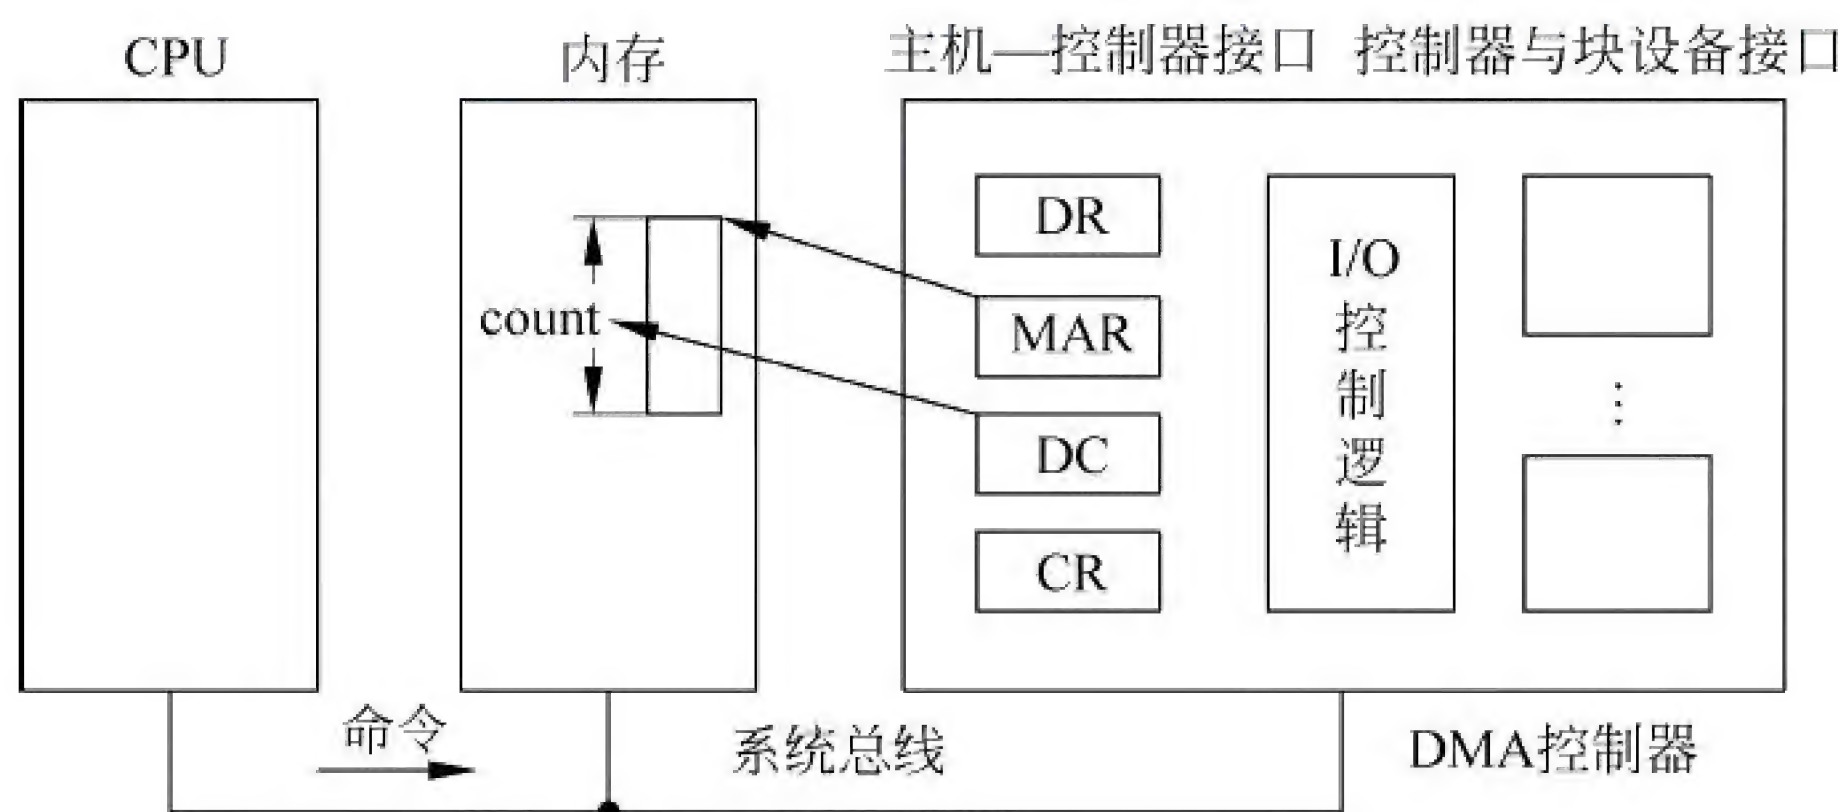 CPU
内存
主机—控制器接口
控制器与块设备接口
count
DR
MAR
DC
CR
I/O
控
制
逻
辑
命令
系统总线
DMA控制器